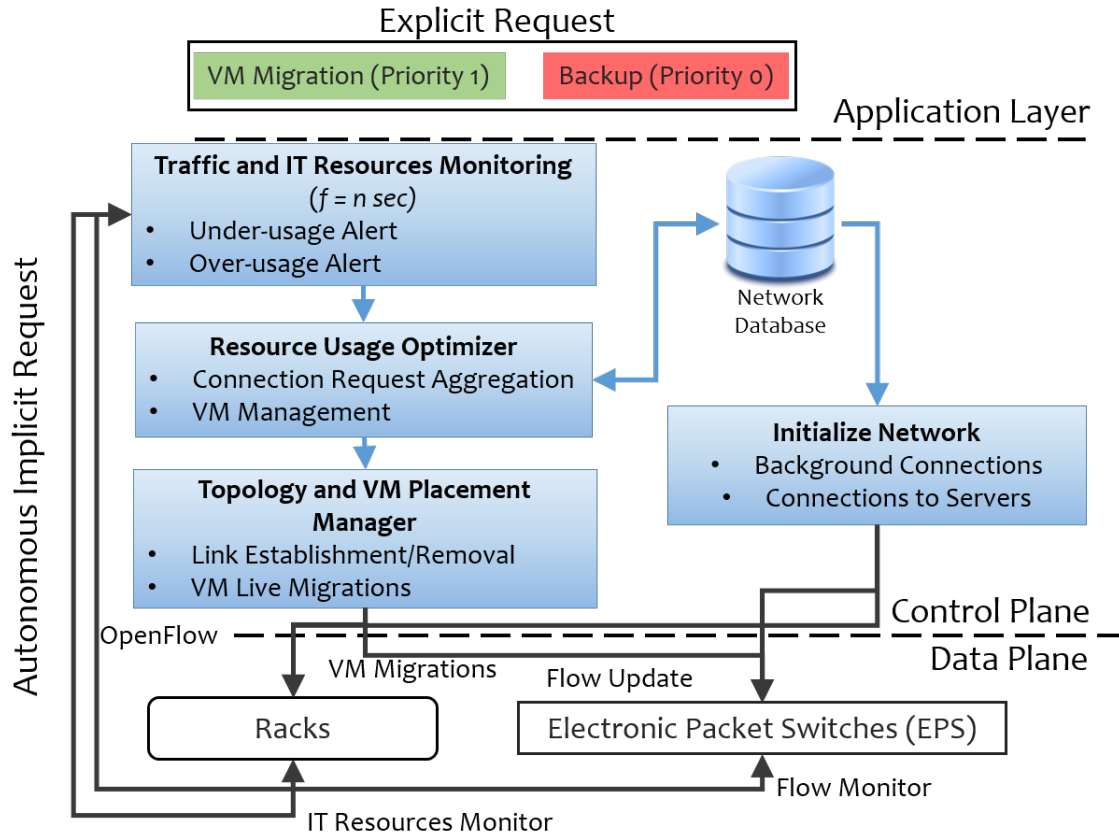 Explicit Request
VM Migration (Priority 1)
Backup (Priority 0)
Application Layer
Traffic and IT Resources Monitoring
(f = n sec)
• Under-usage Alert
• Over-usage Alert
Network
Database
Resource Usage Optimizer
• Connection Request Aggregation
• VM Management
Initialize Network
• Background Connections
• Connections to Servers
Topology and VM Placement
Manager
• Link Establishment/Removal
• VM Live Migrations
Autonomous Implicit Request
Control Plane
OpenFlow
Data Plane
VM Migrations
Flow Update
Racks
Electronic Packet Switches (EPS)
Flow Monitor
IT Resources Monitor